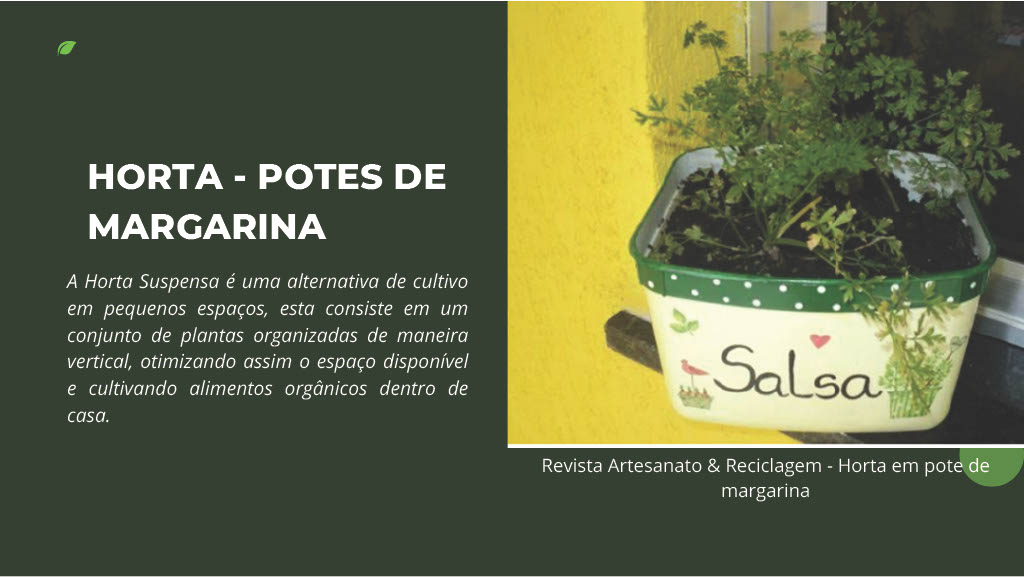 HORTA - POTES DE
MARGARINA
A Horta Suspensa é uma alternativa de cultivo
em pequenos espaços, esta consiste em um
conjunto de plantas organizadas de maneira
vertical, otimizando assim o espaço disponível
e cultivando alimentos orgânicos dentro de
casa.
Salsa
Revista Artesanato & Reciclagem - Horta em pote de
margarina